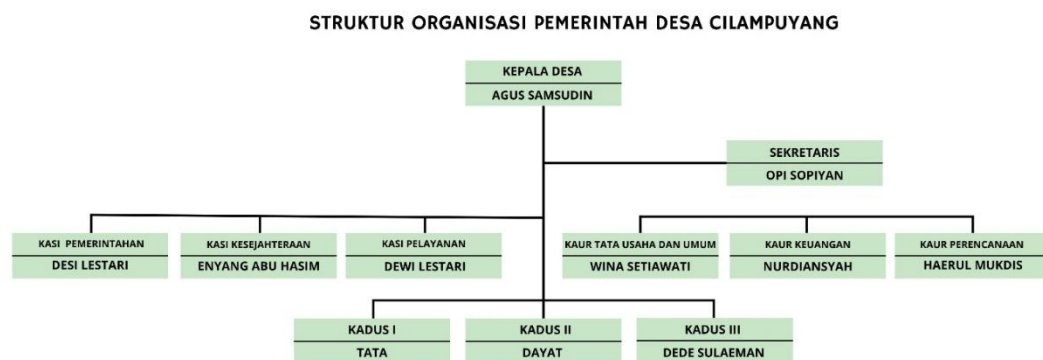 STRUKTUR ORGANISASI PEMERINTAH DESA CILAMPUYANG
KEPALA DESA
AGUS SAMSUDIN
SEKRETARIS
OPI SOPIYAN
KASI PEMERINTAHAN
DESI LESTARI
KASI KESEJAHTERAAN
ENYANG ABU HASIM
KASI PELAYANAN
DEWI LESTARI
KAUR TATA USAHA DAN UMUM
WINA SETIAWATI
KAUR KEUANGAN
NURDIANSYAH
KAUR PERENCANAAN
HAERUL MUKDIS
KADUS I
TATA
KADUS II
DAYAT
KADUS III
DEDE SULAEMAN